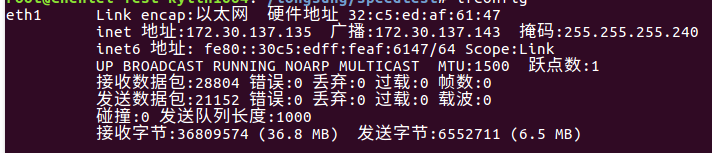 eth1 Link encap:以太网 硬件地址 32:c5:ed:af:61:47
inet 地址:172.30.137.135 广播:172.30.137.143 掩码:255.255.255.240
inet6 地址: fe80::30c5:edff:feaf:6147/64 Scope:Link
UP BROADCAST RUNNING NOARP MULTICAST MTU:1500 跃点数:1
接收数据包:28804 错误:0 丢弃:0 过载:0 帧数:0
发送数据包:21152 错误:0 丢弃:0 过载:0 载波:0
碰撞:0 发送队列长度:1000
接收字节:36809574 (36.8 MB) 发送字节:6552711 (6.5 MB)